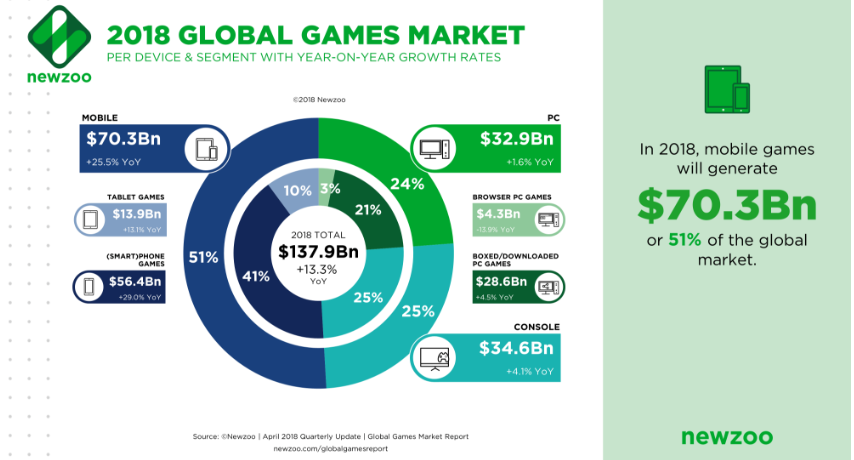 2018 GLOBAL GAMES MARKET
PER DEVICE & SEGMENT WITH YEAR-ON-YEAR GROWTH RATES
newzoo
©2018 Newzoo
MOBILE
$70.3Bn
+25.5% YoY
TABLET GAMES
$13.9Bn
+13.1% YoY
(SMART)PHONE
GAMES
$56.4Bn
+29.0% YoY
51%
10%
3%
24%
21%
41%
25%
25%
2018 TOTAL
$137.9Bn
+13.3%
YoY
PC
$32.9Bn
+1.6% YoY
BROWSER PC GAMES
$4.3Bn
-13.9% YoY
BOXED/DOWNLOADED
PC GAMES
$28.6Bn
+4.5% YoY
CONSOLE
$34.6Bn
+4.1% YoY
Source: ©Newzoo | April 2018 Quarterly Update | Global Games Market Report
newzoo.com/globalgamesreport
In 2018, mobile games
will generate
$70.3Bn
or 51% of the global
market.
newzoo